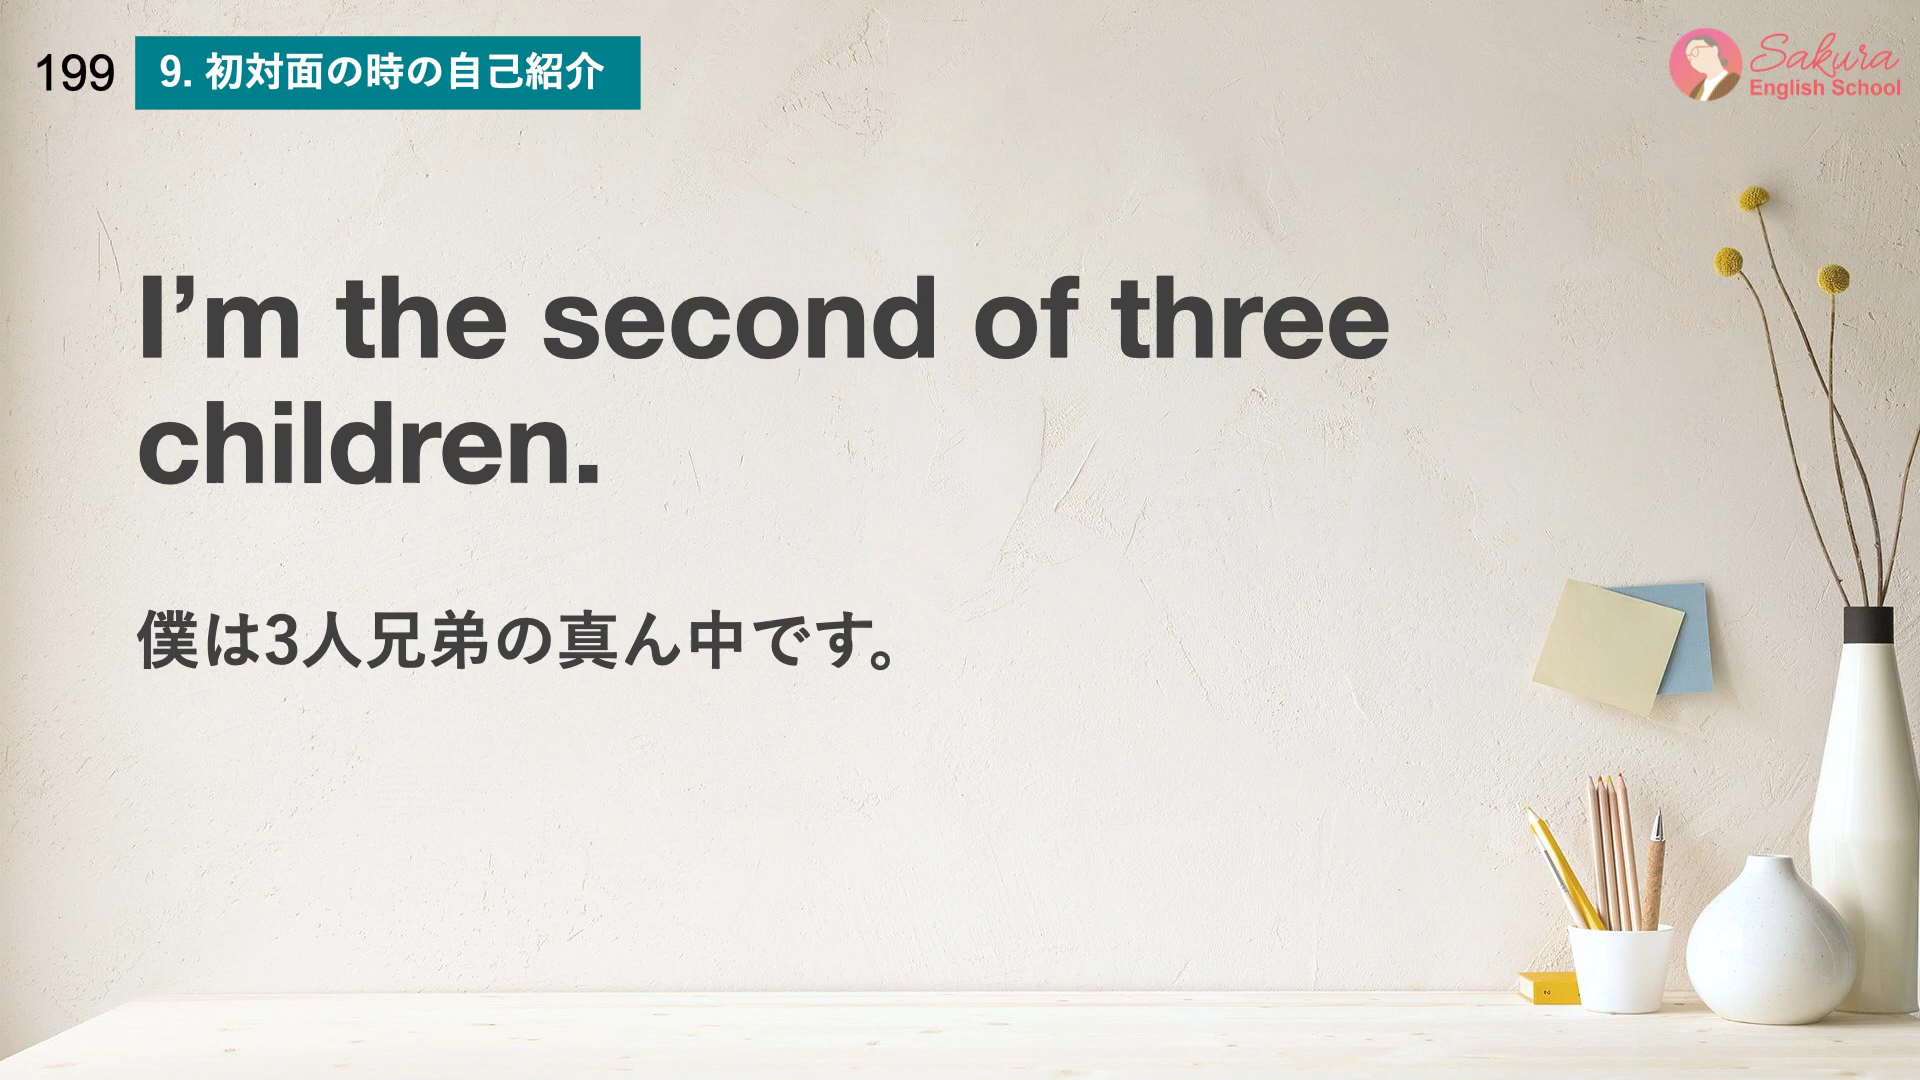 199
9. 初対面の時の自己紹介
Sakura
English School
I’m the second of three
children.
僕は3人兄弟の真ん中です。